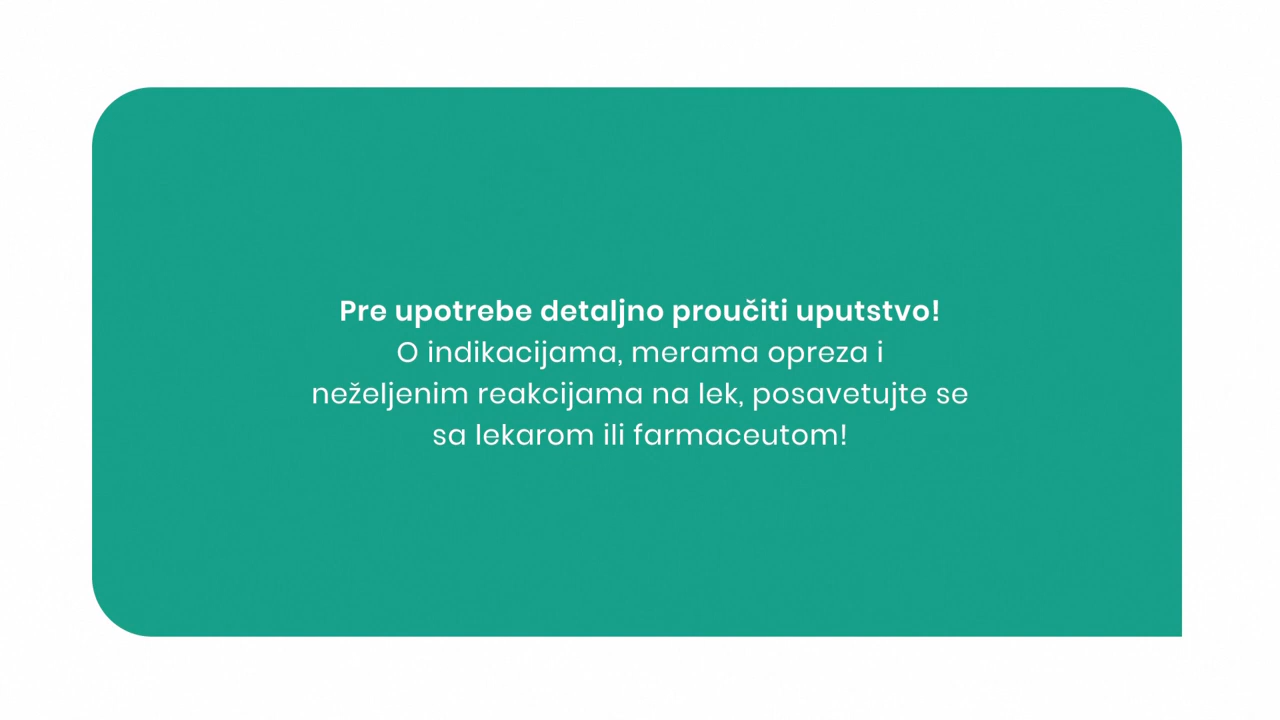 Pre upotrebe detaljno proučiti uputstvo!
O indikacijama, merama opreza i
neželjenim reakcijama na lek, posavetujte se
sa lekarom ili farmaceutom!